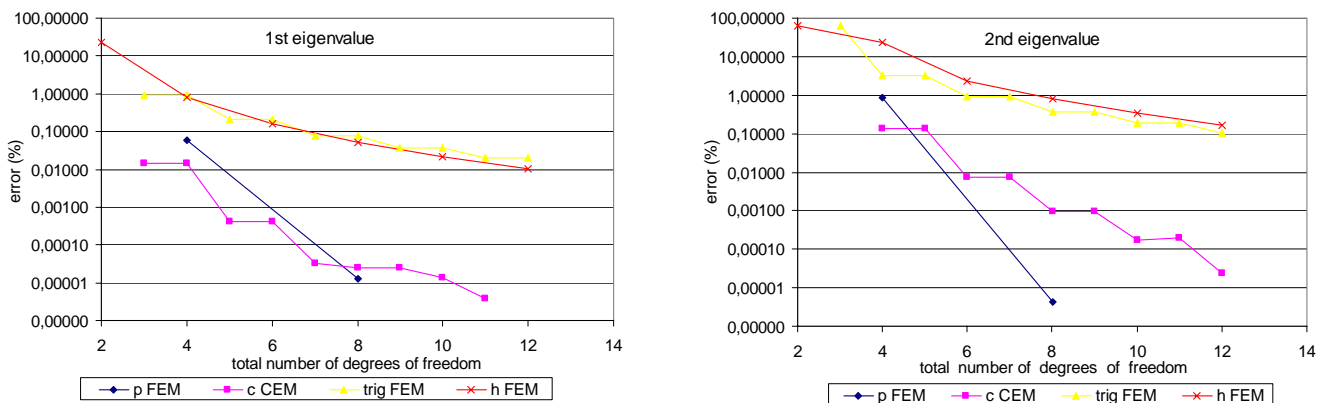 1st eigenvalue
error (%)
100,00000
10,00000
1,00000
0,10000
0,01000
0,00100
0,00010
0,00001
0,00000
2 4 6 8 10 12 14
total number of degrees of freedom
p FEM c CEM trig FEM h FEM
2nd eigenvalue
error (%)
100,00000
10,00000
1,00000
0,10000
0,01000
0,00100
0,00010
0,00001
0,00000
2 4 6 8 10 12 14
total number of degrees of freedom
p FEM c CEM trig FEM h FEM